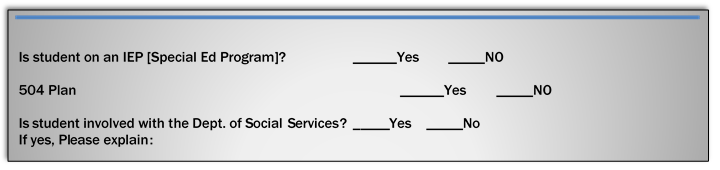 Is student on an IEP [Special Ed Program]? ______Yes _____NO
504 Plan ______Yes _____NO
Is student involved with the Dept. of Social Services? _____Yes _____No
If yes, Please explain: